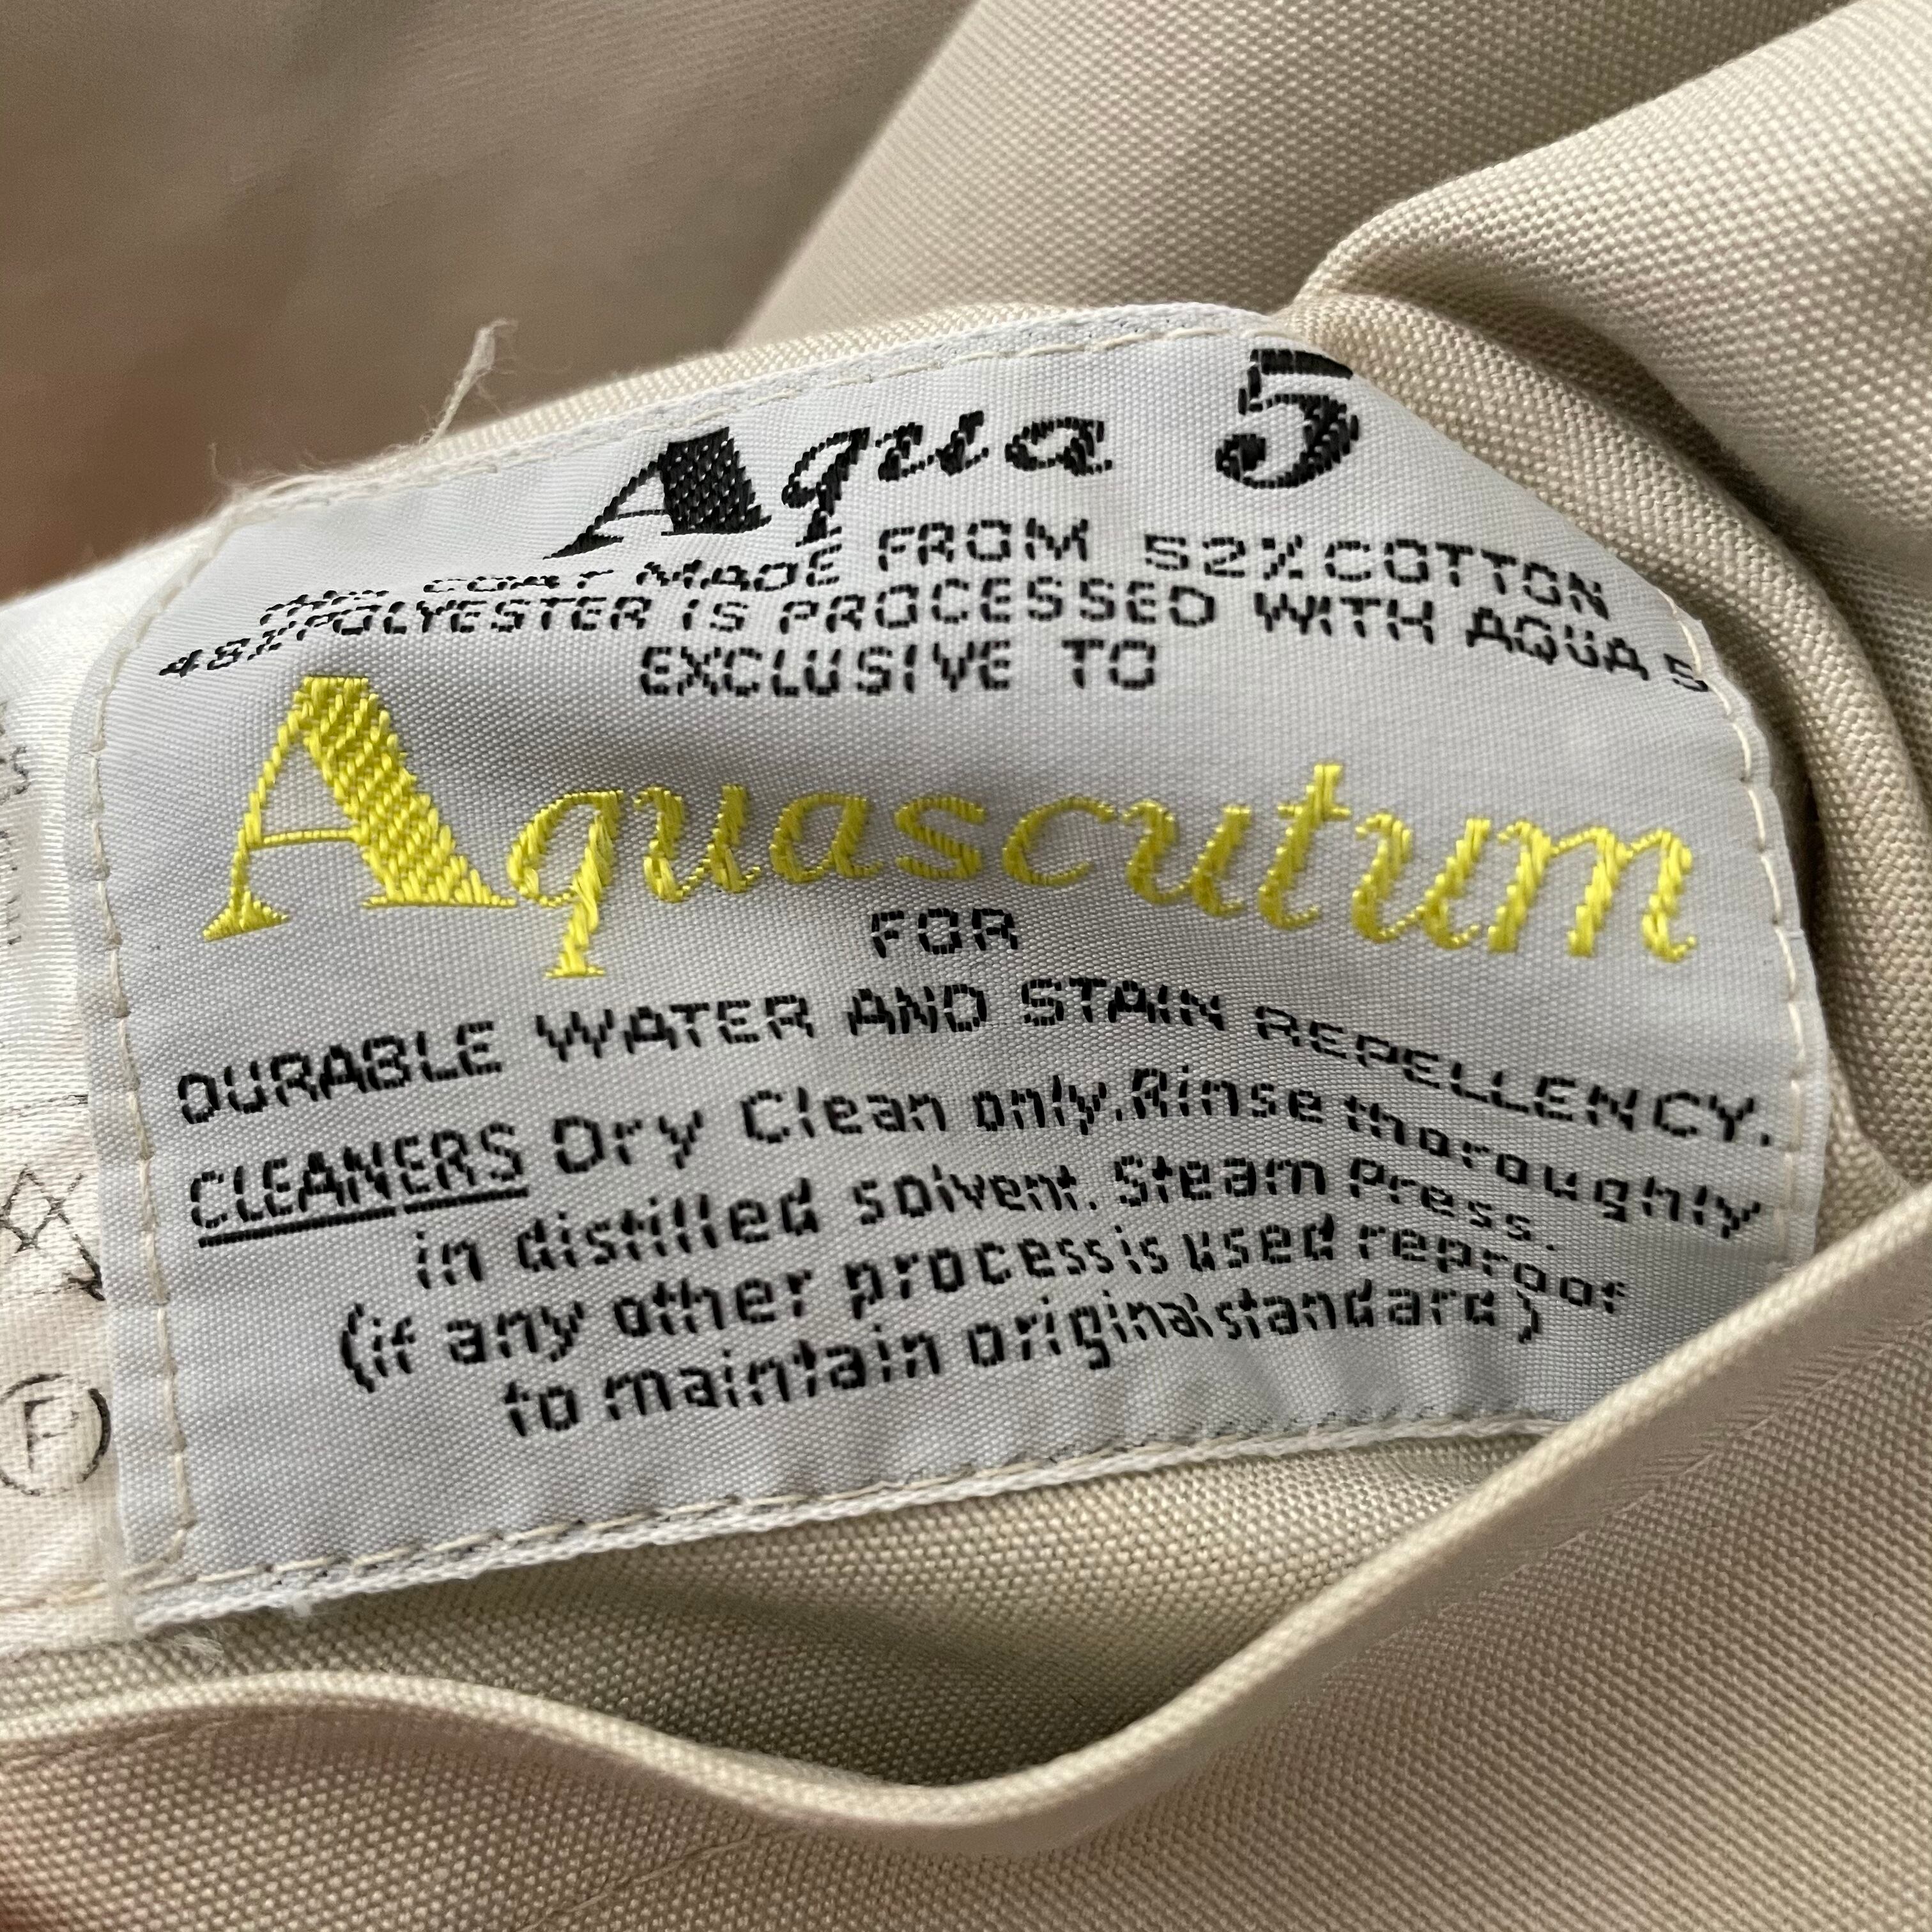 Aqua 5
THIS COAT MADE FROM 52% COTTON
48% POLYESTER IS PROCESSED WITH AQUA 5
EXCLUSIVE TO
Aquascutum
FOR
DURABLE WATER AND STAIN REPELLENCY.
CLEANERS Dry Clean only. Rinse thoroughly
in distilled solvent. Steam Press.
(if any other process is used reproof
to maintain original standard)
F